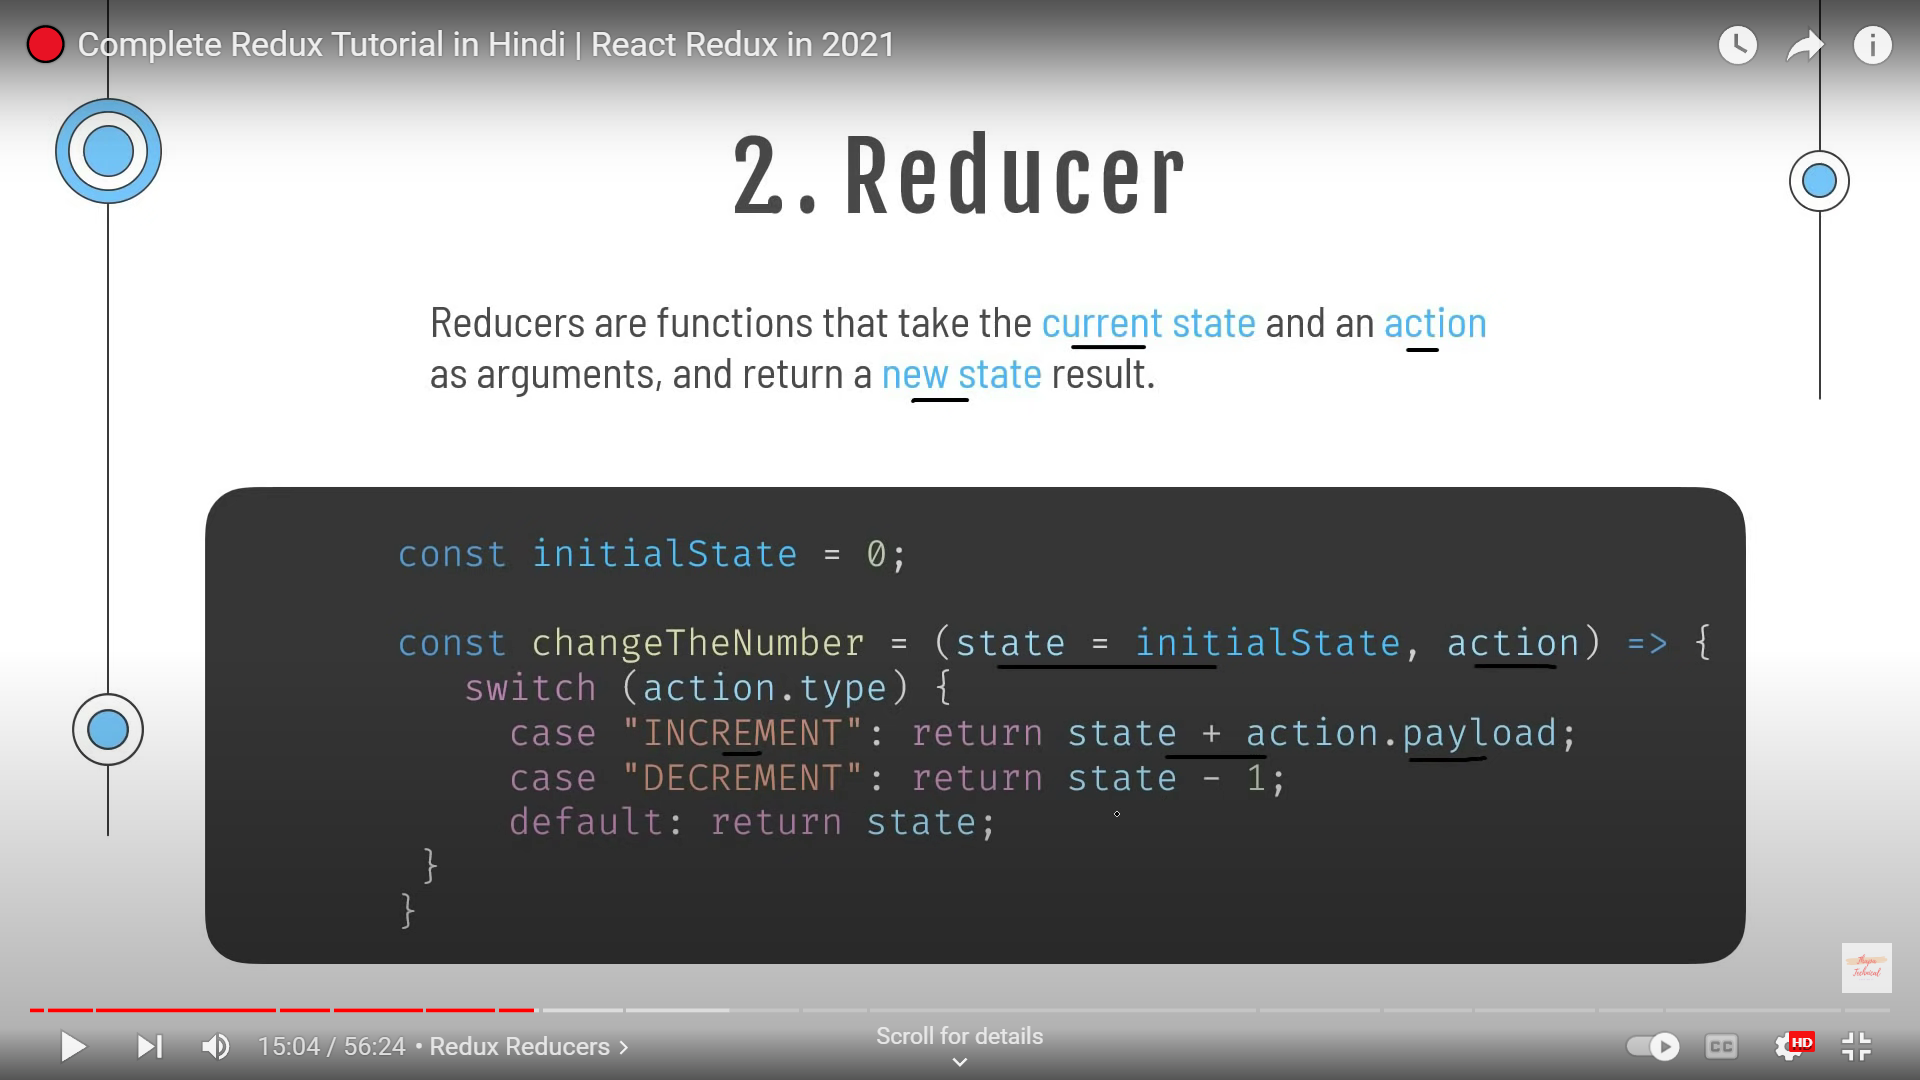 Complete Redux Tutorial in Hindi | React Redux in 2021
2. Reducer
Reducers are functions that take the current state and an action
as arguments, and return a new state result.
const initialState = 0;
const changeTheNumber = (state = initialState, action) => {
switch (action.type) {
case "INCREMENT": return state + action.payload;
case "DECREMENT": return state - 1;
default: return state;
}
}
Thapa
Technical
15:04 / 56:24 • Redux Reducers >
Scroll for details
CC
HD